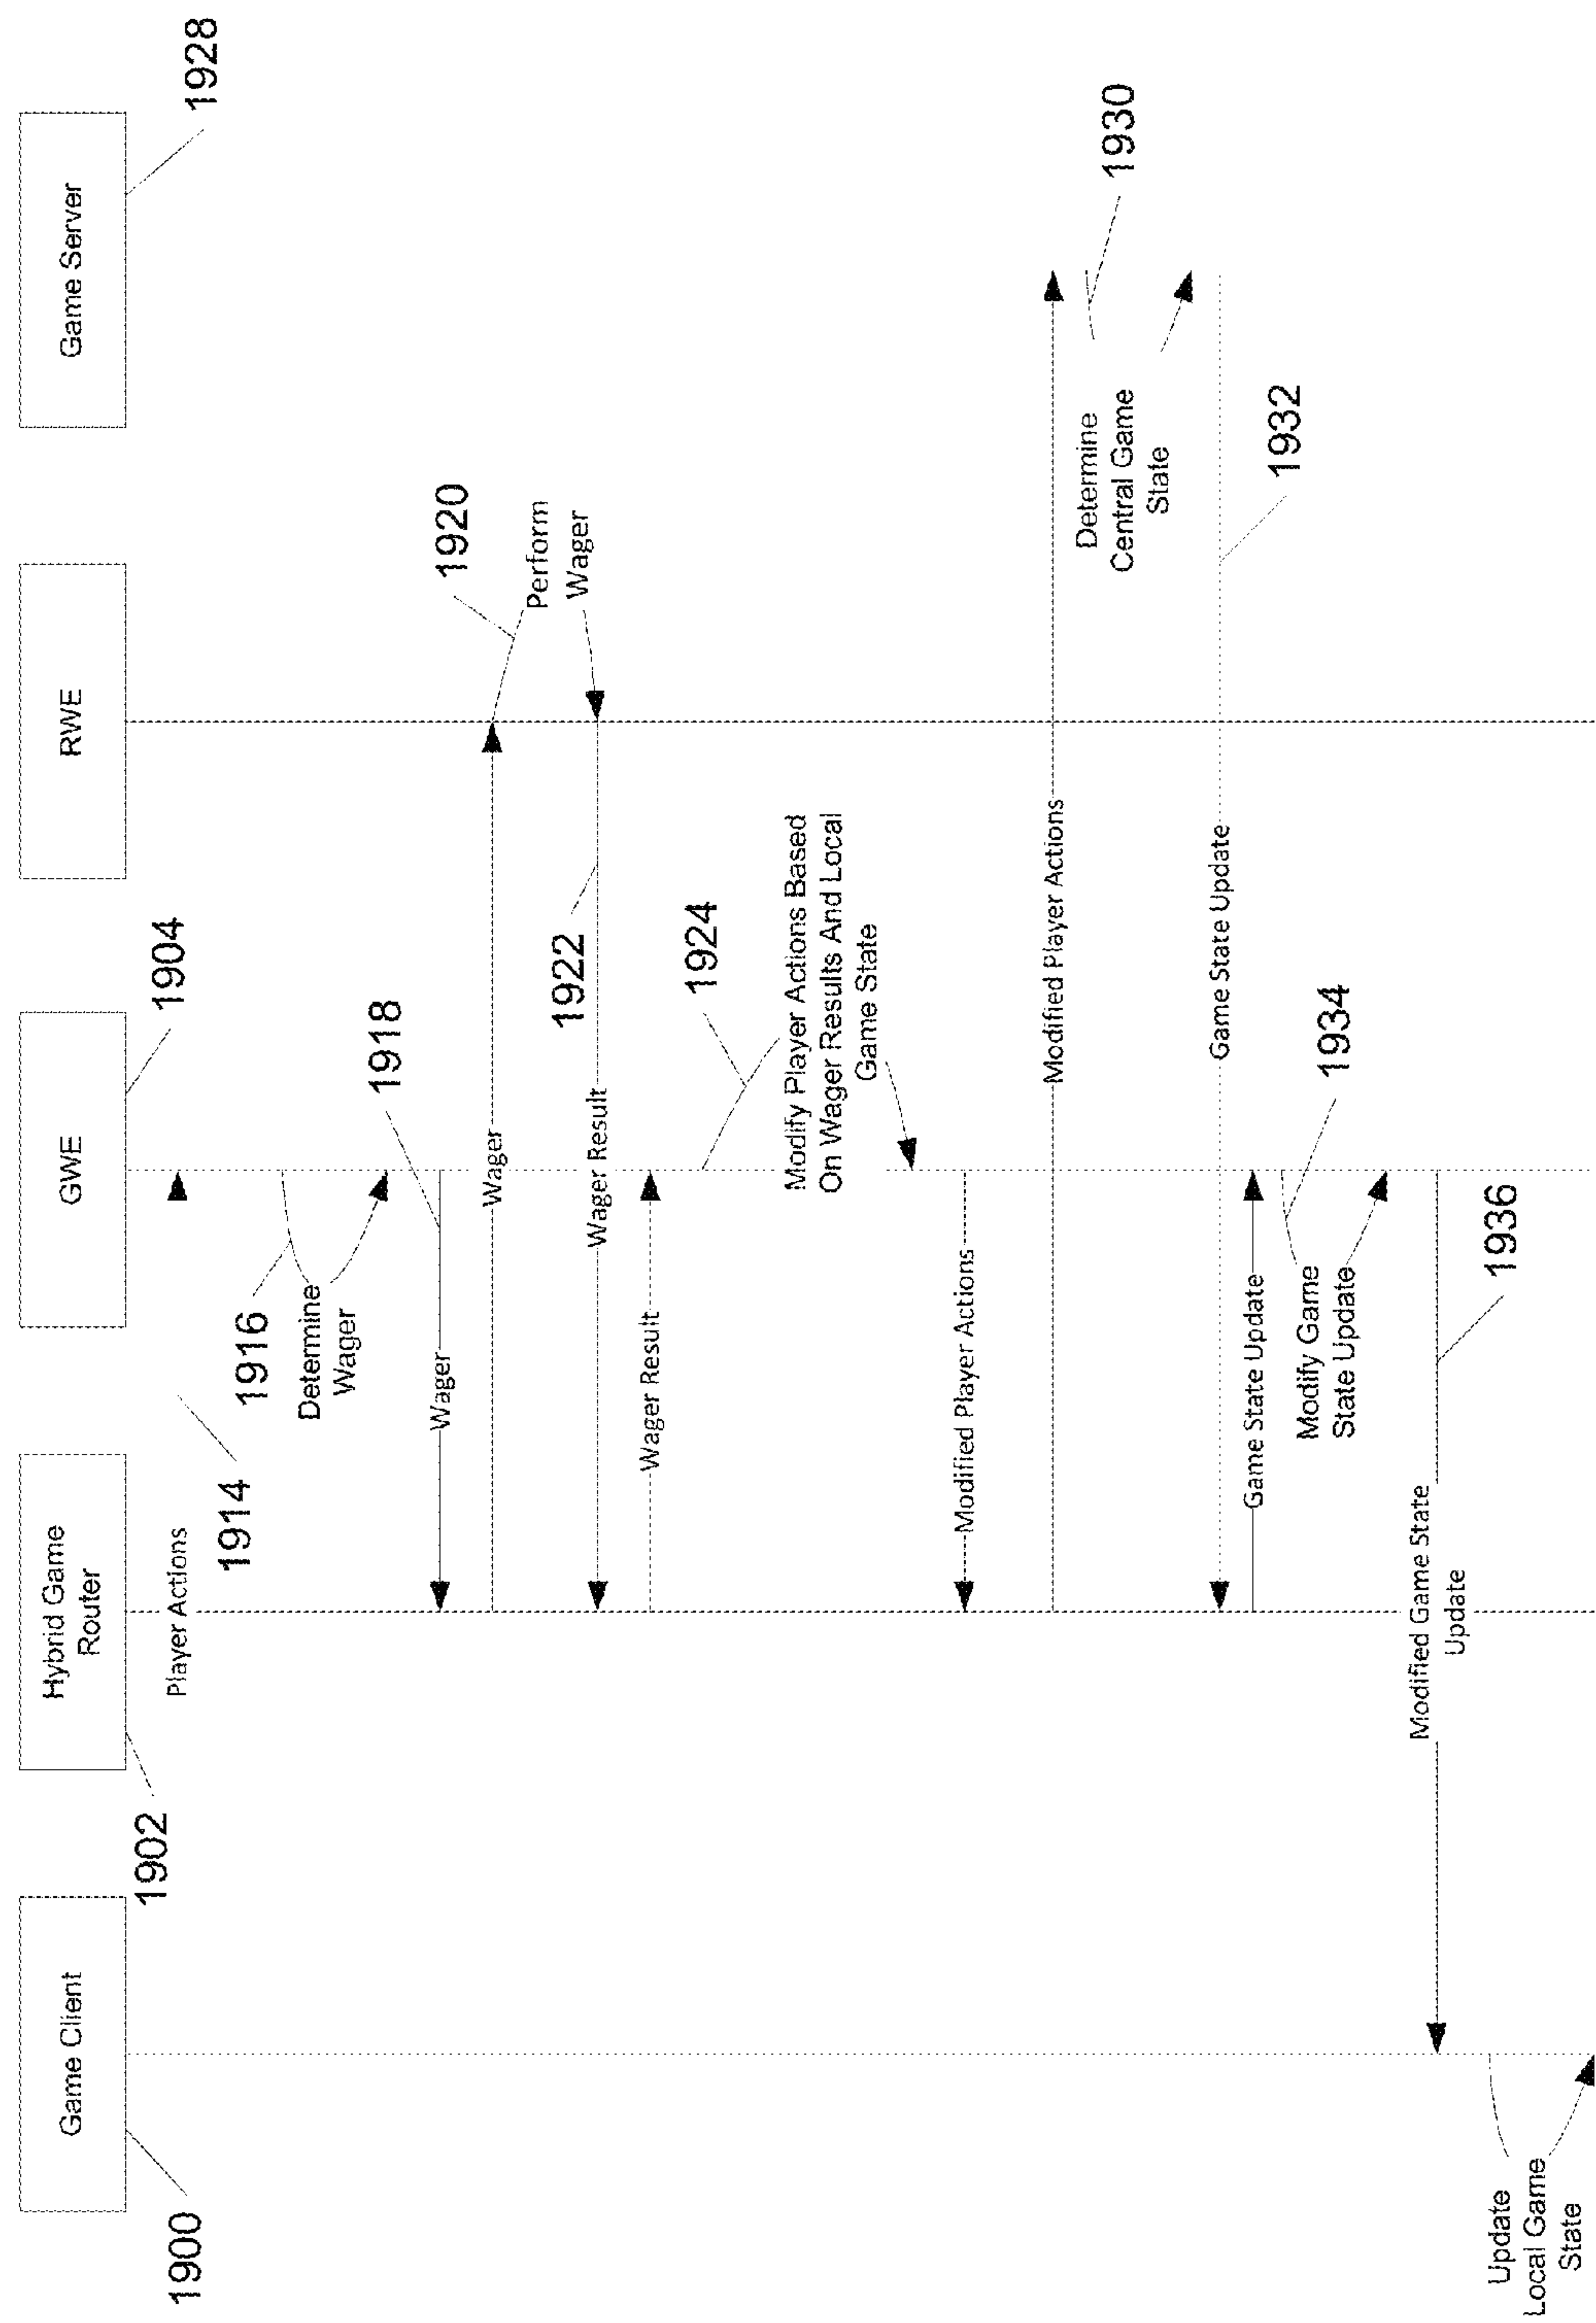 Game Client
Hybrid Game
Router
GWE
RWE
Game Server
1900
1902
1904
1928
Player Actions
1914
1916
Determine
Wager
1918
Wager
Wager
1920
Perform
Wager
Wager Result
1922
Wager Result
1924
Modify Player Actions Based
On Wager Results And Local
Game State
Modified Player Actions
Modified Player Actions
1930
Determine
Central Game
State
Game State Update
1932
Game State Update
1934
Modify Game
State Update
Modified Game State
Update
1936
Update
Local Game
State